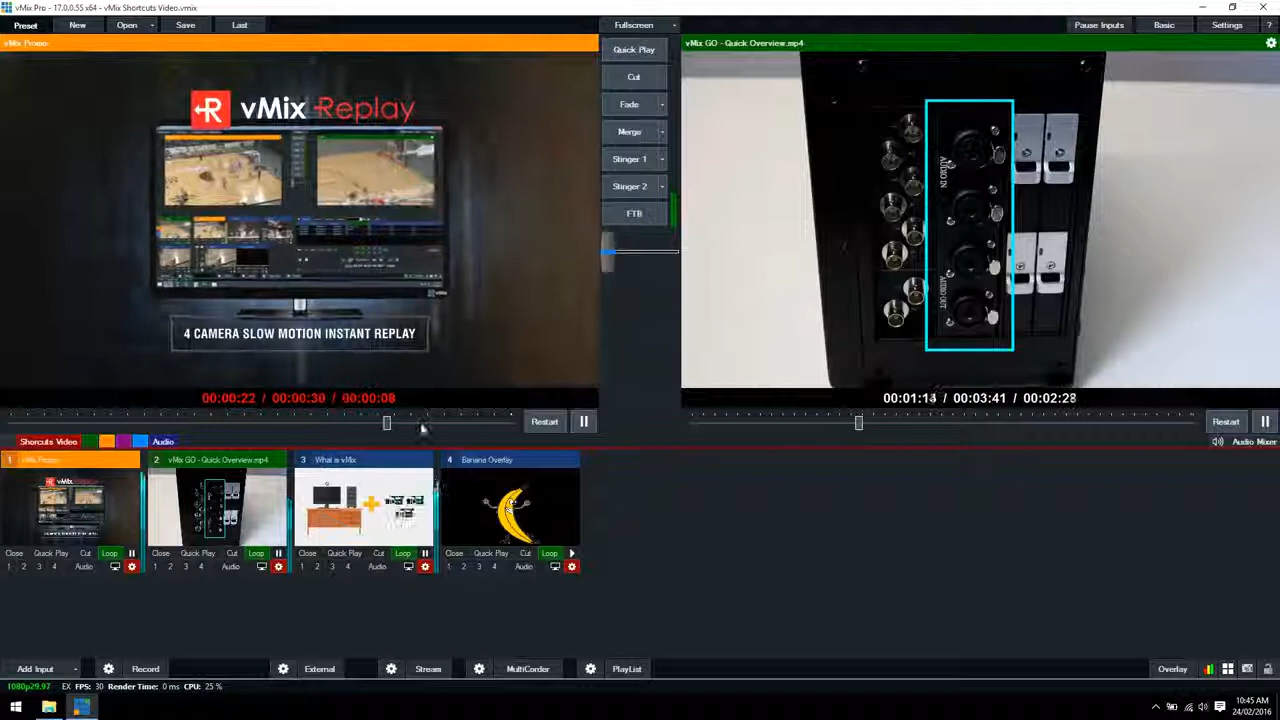 vMix Pro - 17.0.0.55 x64 - vMix Shortcuts Video.vmix
Preset New Open Save Last Fullscreen Pause Inputs Basic Settings ?
vMix Promo
vMix GO - Quick Overview.mp4
Quick Play
Cut
Fade
Merge
Stinger 1
Stinger 2
FTB
R vMix Replay
4 CAMERA SLOW MOTION INSTANT REPLAY
AUDIO IN
AUDIO OUT
00:00:22 / 00:00:30 / 00:00:08
00:01:14 / 00:03:41 / 00:02:28
Restart
Restart
Shorcuts Video Audio
Audio Mixer
1 vMix Promo
2 vMix GO - Quick Overview.mp4
3 What is vMix
4 Banana Overlay
Close Quick Play Cut Loop
Close Quick Play Cut Loop
Close Quick Play Cut Loop
Close Quick Play Cut Loop
1 2 3 4 Audio
1 2 3 4 Audio
1 2 3 4 Audio
1 2 3 4 Audio
Add Input Record External Stream MultiCorder PlayList Overlay
1080p29.97 EX FPS: 30 Render Time: 0 ms CPU: 25 %
10:45 AM
24/02/2016